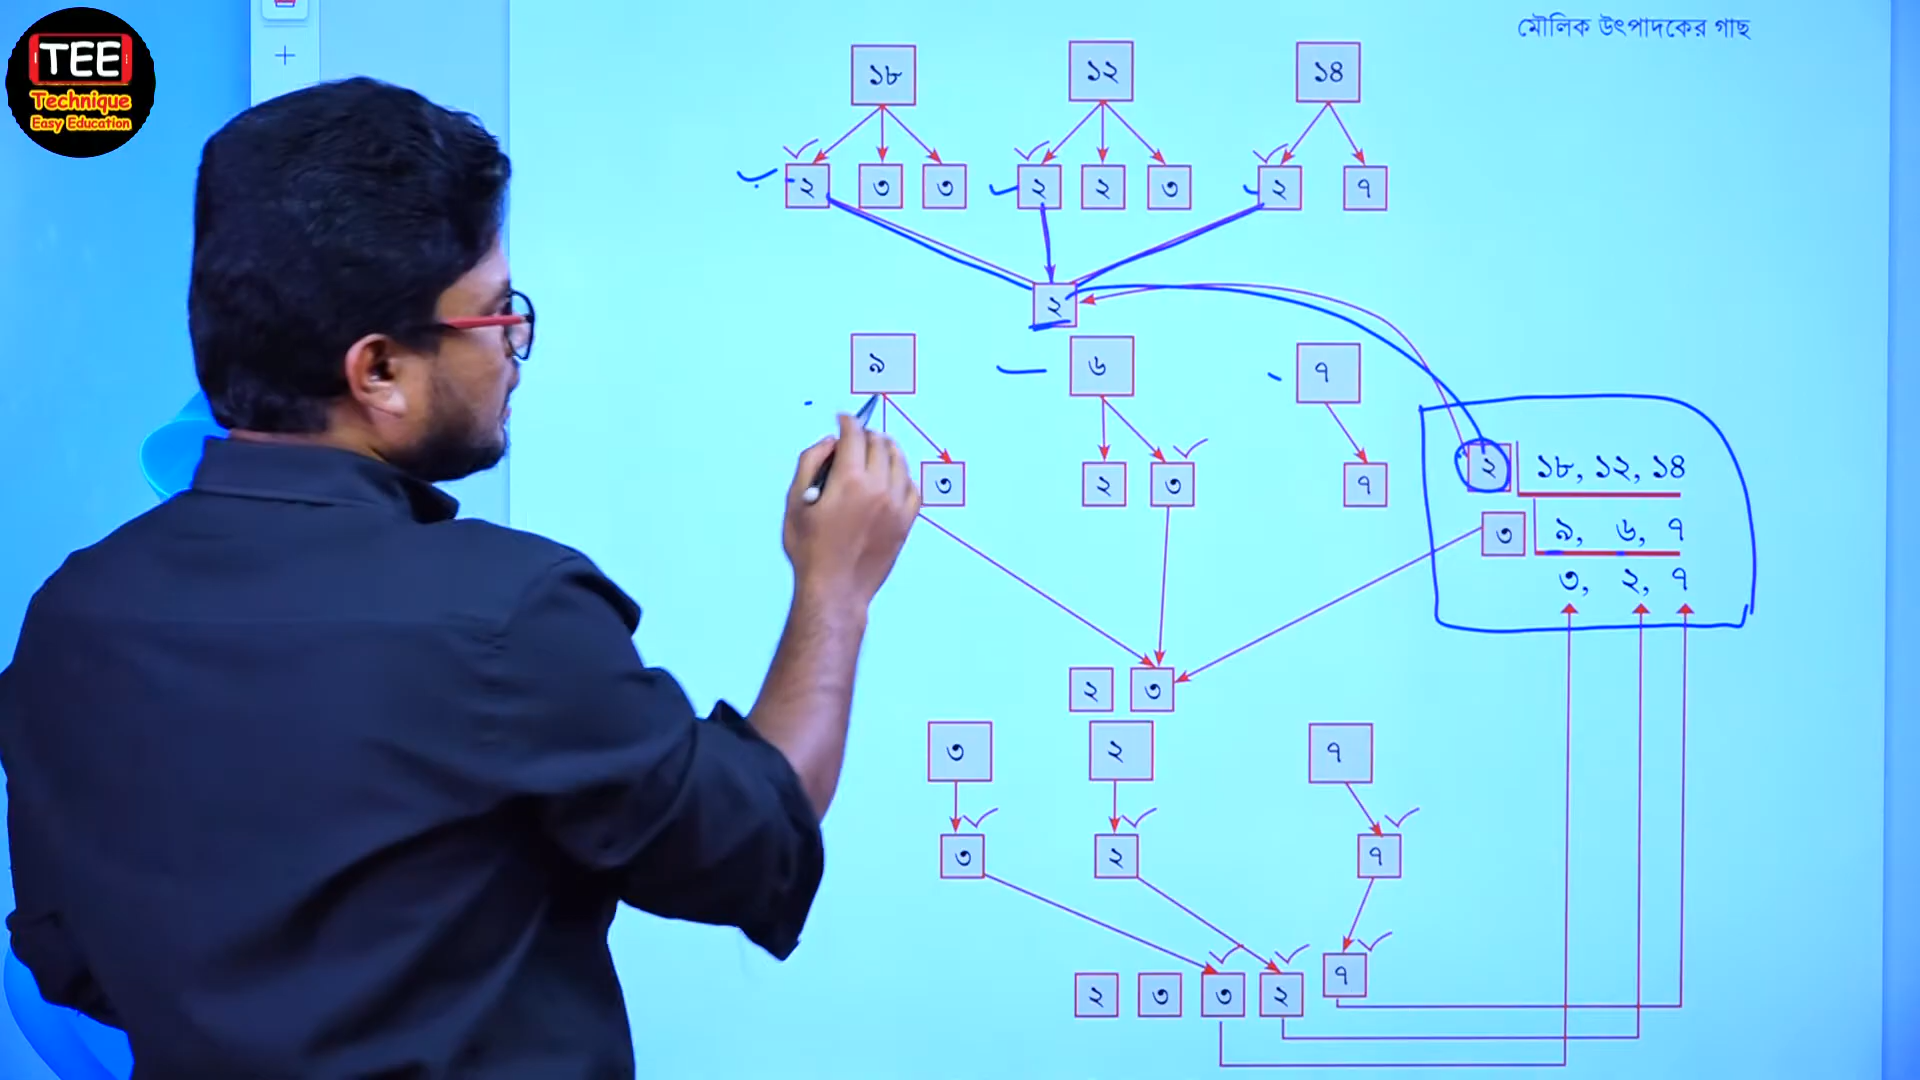 TEE
Technique
Easy Education
মৌলিক উৎপাদকের গাছ
১৮ ১২ ১৪
২ ৩ ৩ ২ ২ ৩ ২ ৭
২
৯ ৬ ৭
৩ ২ ৩ ৭
২ ১৮, ১২, ১৪
৩ ৯, ৬, ৭
৩, ২, ৭
২ ৩
৩ ২ ৭
৩ ২ ৭
২ ৩ ৩ ২ ৭